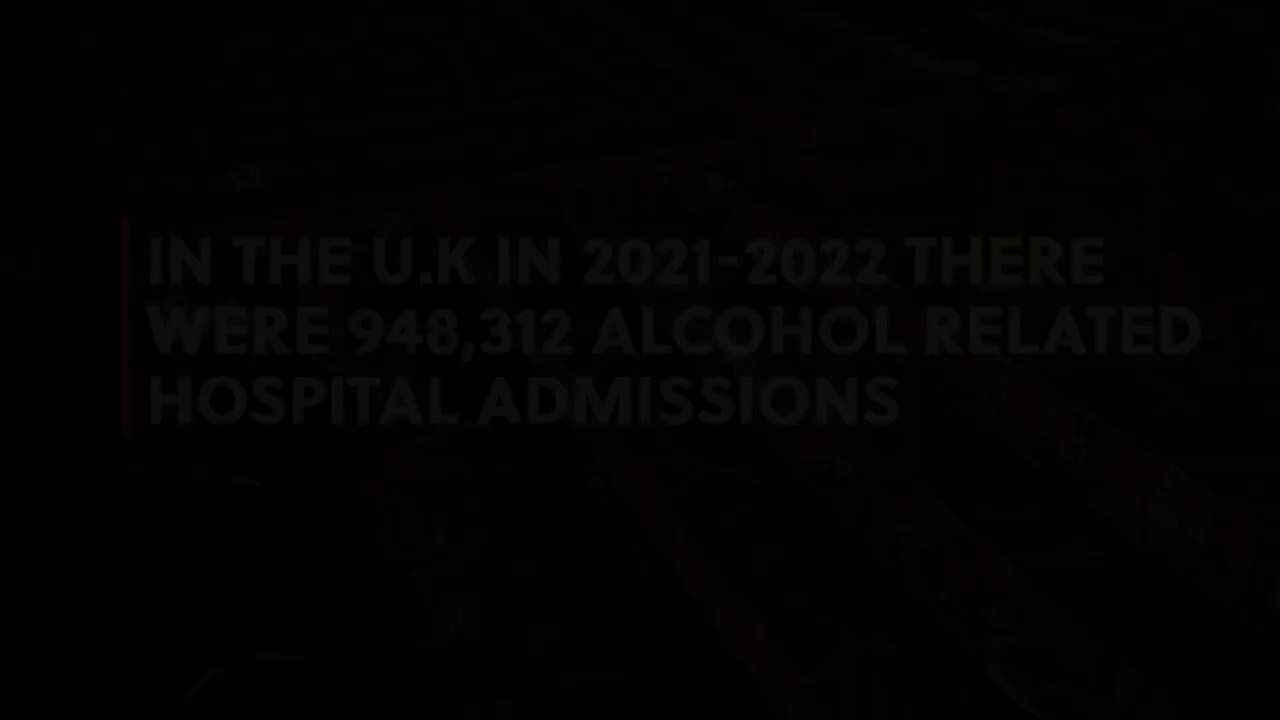 IN THE U.K IN 2021-2022 THERE
WERE 948,312 ALCOHOL RELATED
HOSPITAL ADMISSIONS